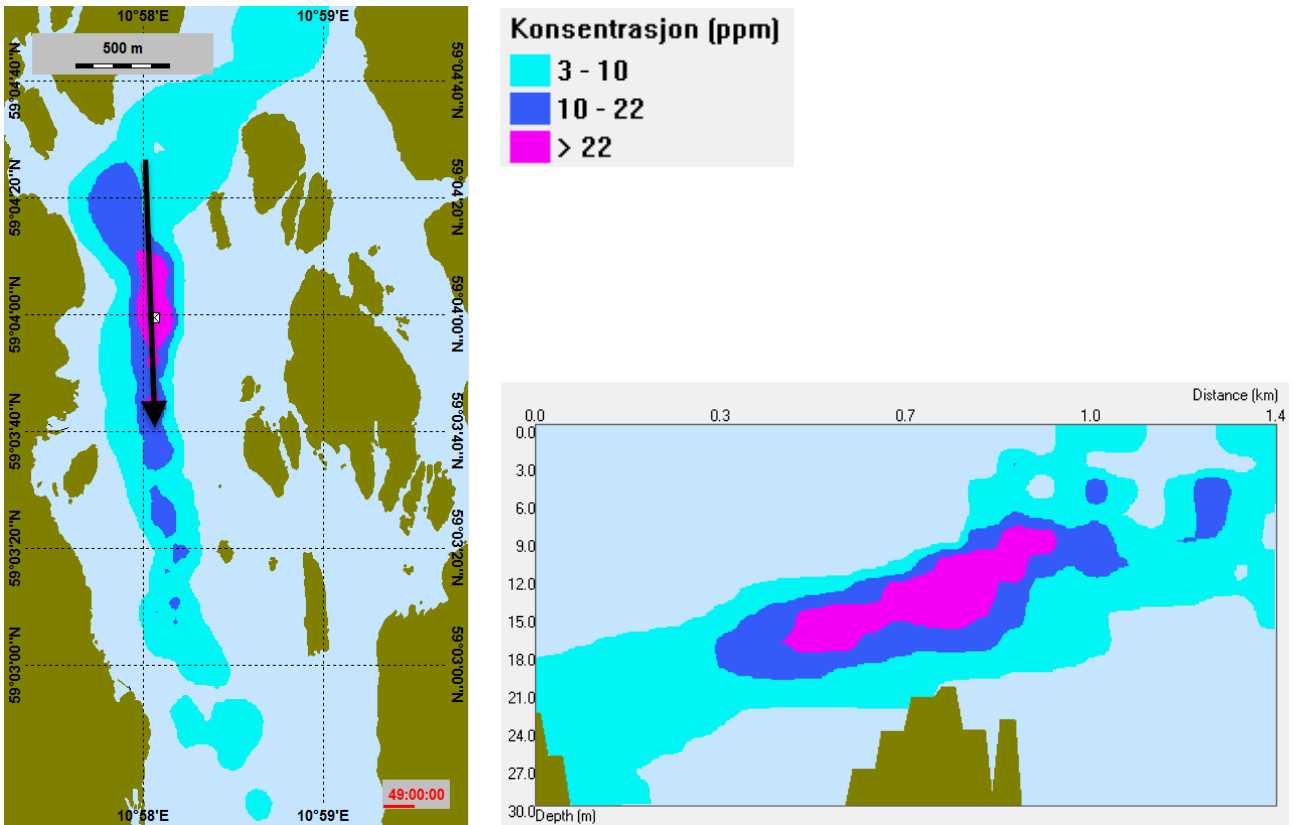 10°58'E
10°59'E
500 m
59°04'40''N
59°04'40''N
59°04'20''N
59°04'20''N
59°04'00''N
59°04'00''N
59°03'40''N
59°03'40''N
59°03'20''N
59°03'20''N
59°03'00''N
59°03'00''N
49:00:00
10°58'E
10°59'E
Konsentrasjon (ppm)
3 - 10
10 - 22
> 22
Distance (km)
0.0 0.3 0.7 1.0 1.4
0.0
3.0
6.0
9.0
12.0
15.0
18.0
21.0
24.0
27.0
30.0
Depth (m)